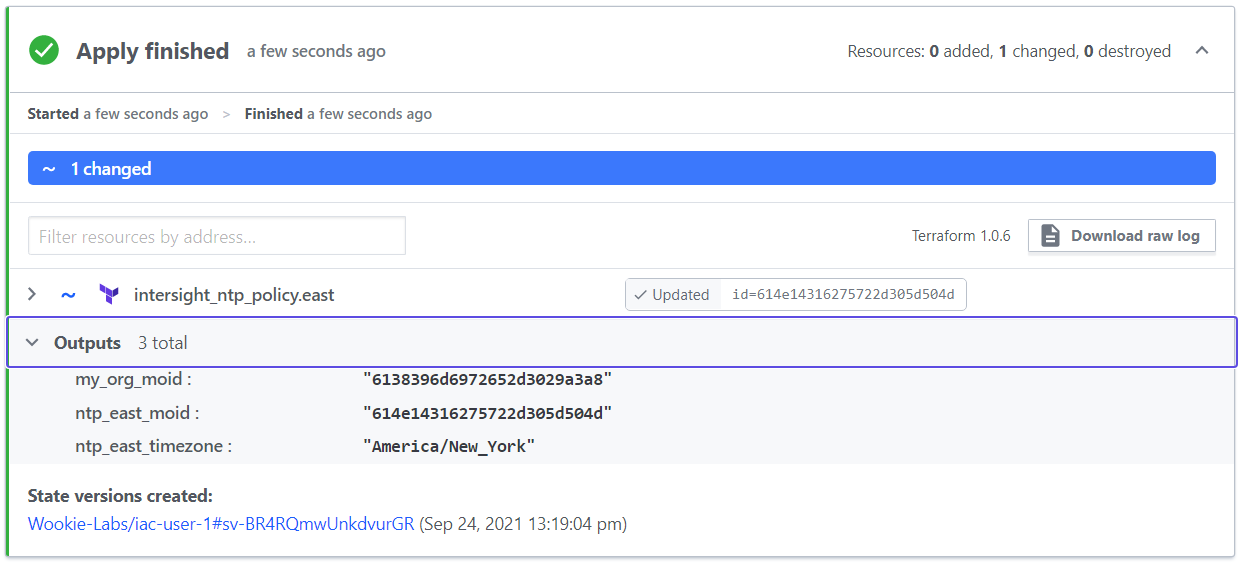 Apply finished a few seconds ago Resources: 0 added, 1 changed, 0 destroyed
Started a few seconds ago > Finished a few seconds ago
~ 1 changed
Filter resources by address... Terraform 1.0.6 Download raw log
~ intersight_ntp_policy.east Updated id=614e14316275722d305d504d
Outputs 3 total
my_org_moid : "6138396d6972652d3029a3a8"
ntp_east_moid : "614e14316275722d305d504d"
ntp_east_timezone : "America/New_York"
State versions created:
Wookie-Labs/iac-user-1#sv-BR4RQmwUnkdvurGR (Sep 24, 2021 13:19:04 pm)